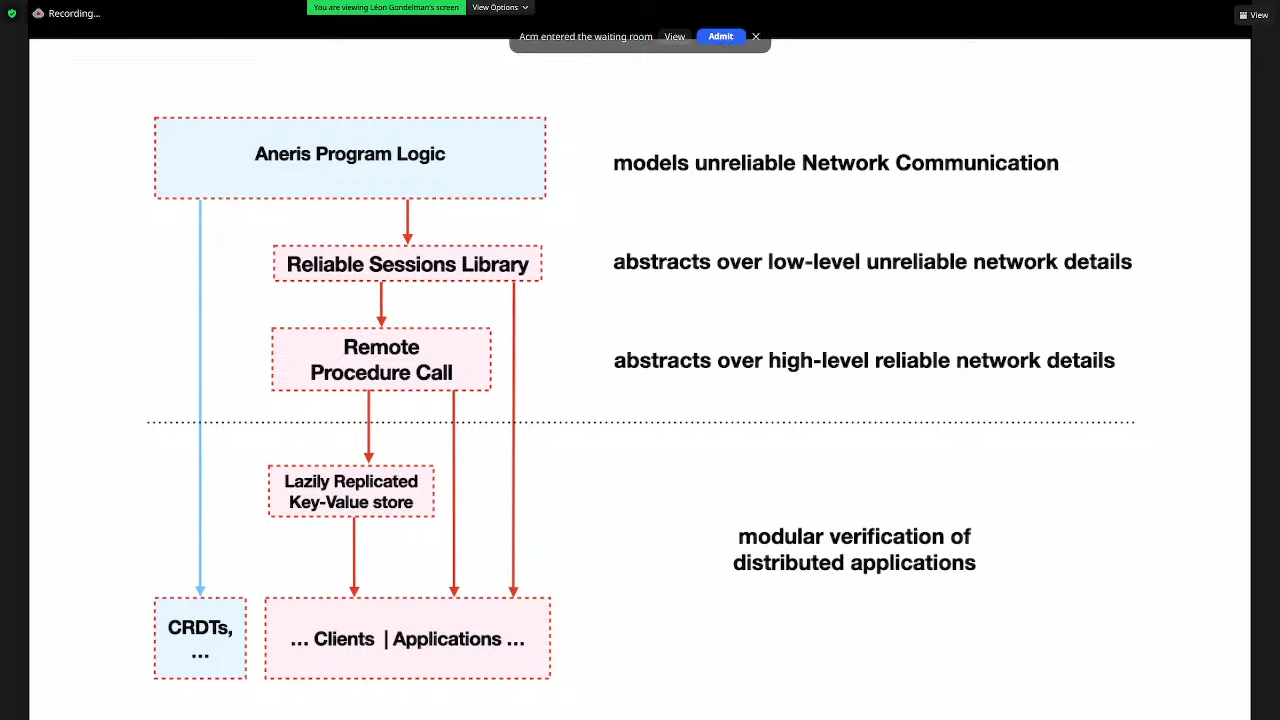 Recording...
You are viewing Léon Gondelman's screen
View Options
View
Acm entered the waiting room
View
Admit
Aneris Program Logic
models unreliable Network Communication
Reliable Sessions Library
abstracts over low-level unreliable network details
Remote
Procedure Call
abstracts over high-level reliable network details
Lazily Replicated
Key-Value store
modular verification of
distributed applications
CRDTs,
...
... Clients | Applications ...